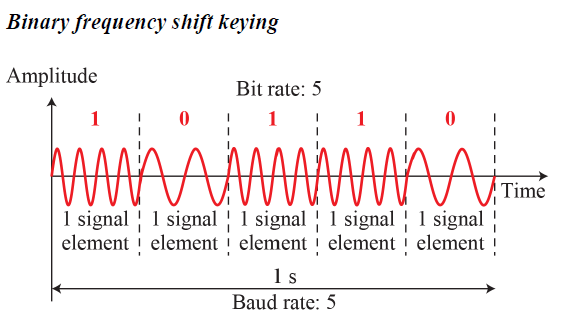 Binary frequency shift keying
Amplitude
Bit rate: 5
1 0 1 1 0
Time
1 signal 1 signal 1 signal 1 signal 1 signal
element element element element element
1 s
Baud rate: 5